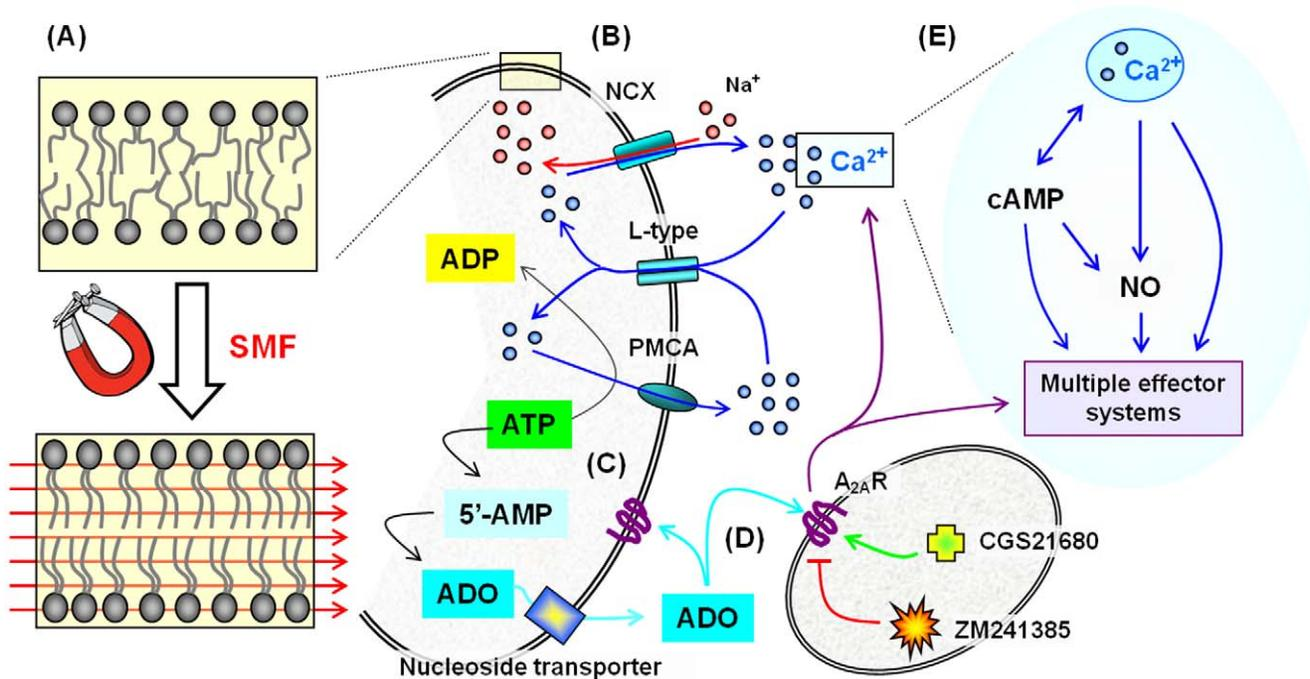 (A)
(B)
(E)
NCX
Na⁺
Ca²⁺
Ca²⁺
cAMP
NO
L-type
ADP
SMF
PMCA
Multiple effector
systems
ATP
(C)
A₂ₐR
5'-AMP
(D)
CGS21680
ADO
ADO
ZM241385
Nucleoside transporter